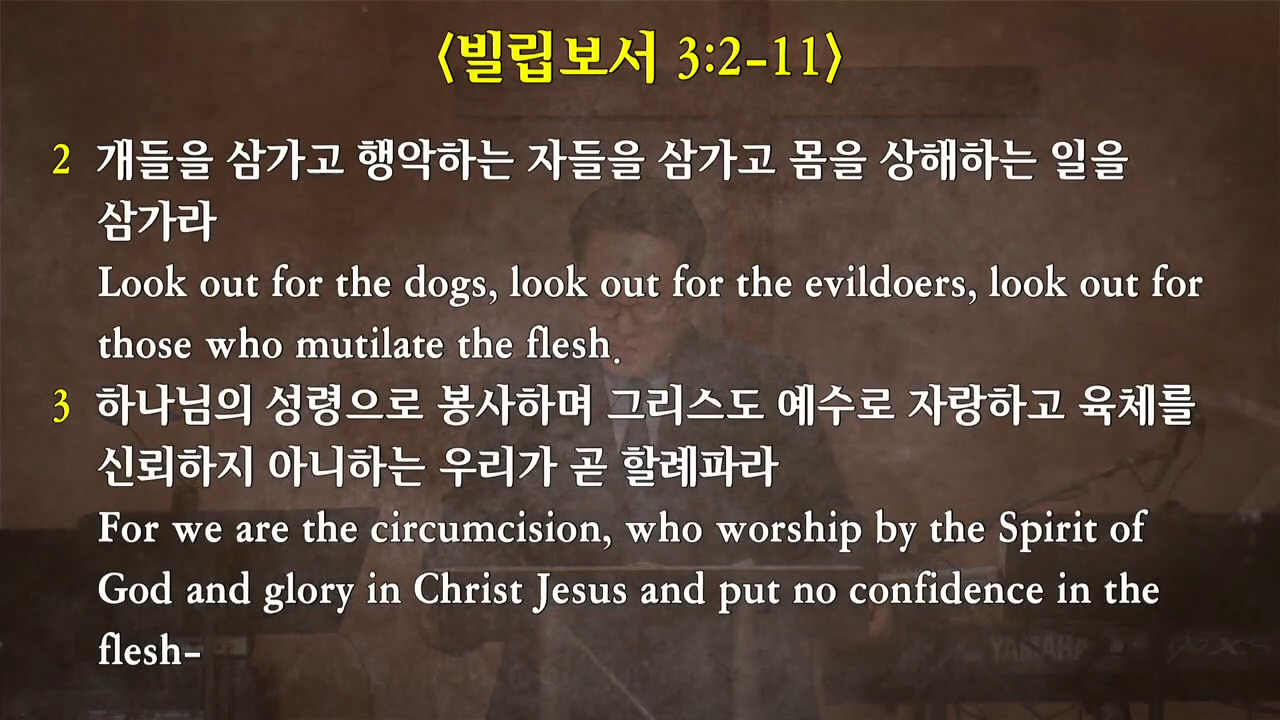 <빌립보서 3:2-11>
2 개들을 삼가고 행악하는 자들을 삼가고 몸을 상해하는 일을
삼가라
Look out for the dogs, look out for the evildoers, look out for
those who mutilate the flesh.
3 하나님의 성령으로 봉사하며 그리스도 예수로 자랑하고 육체를
신뢰하지 아니하는 우리가 곧 할례파라
For we are the circumcision, who worship by the Spirit of
God and glory in Christ Jesus and put no confidence in the
flesh-
YAMAHA